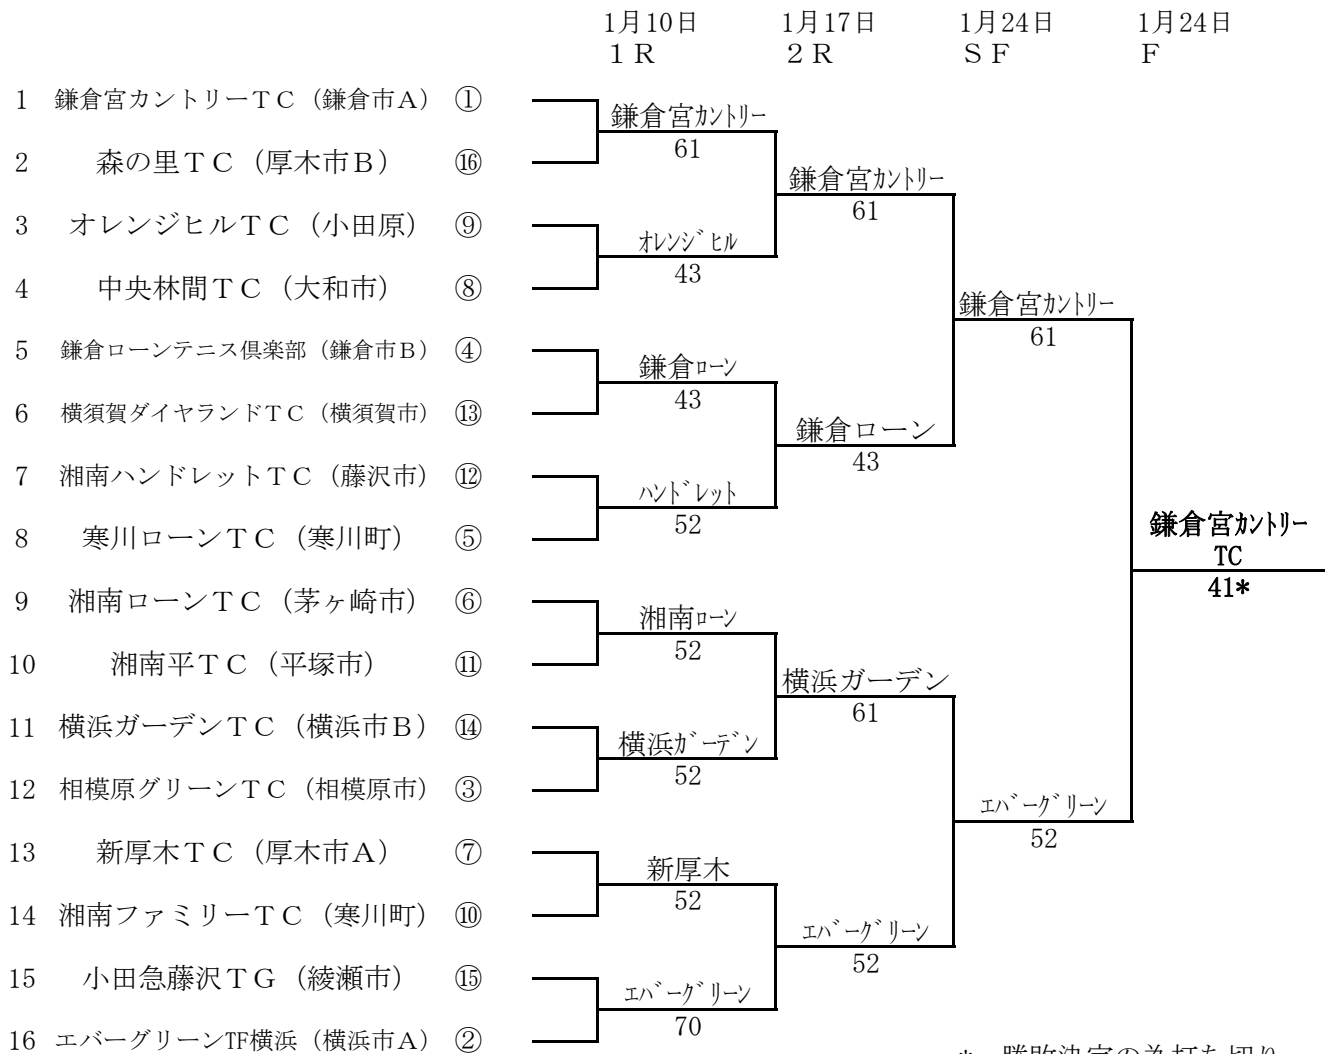 1月10日 1月17日 1月24日 1月24日
１Ｒ ２Ｒ ＳＦ Ｆ
1 鎌倉宮カントリーＴＣ（鎌倉市Ａ） ①
鎌倉宮ｶﾝﾄﾘｰ
61
2 森の里ＴＣ（厚木市Ｂ） ⑯
鎌倉宮ｶﾝﾄﾘｰ
61
3 オレンジヒルＴＣ（小田原） ⑨
ｵﾚﾝｼﾞﾋﾙ
43
4 中央林間ＴＣ（大和市） ⑧
鎌倉宮ｶﾝﾄﾘｰ
61
5 鎌倉ローンテニス倶楽部（鎌倉市Ｂ） ④
鎌倉ﾛｰﾝ
43
6 横須賀ダイヤランドＴＣ（横須賀市） ⑬
鎌倉ローン
43
7 湘南ハンドレットＴＣ（藤沢市） ⑫
ﾊﾝﾄﾞﾚｯﾄ
52
8 寒川ローンＴＣ（寒川町） ⑤
鎌倉宮ｶﾝﾄﾘｰ
TC
41*
9 湘南ローンＴＣ（茅ヶ崎市） ⑥
湘南ﾛｰﾝ
52
10 湘南平ＴＣ（平塚市） ⑪
横浜ガーデン
61
11 横浜ガーデンＴＣ（横浜市Ｂ） ⑭
横浜ｶﾞｰﾃﾞﾝ
52
12 相模原グリーンＴＣ（相模原市） ③
ｴﾊﾞｰｸﾞﾘｰﾝ
52
13 新厚木ＴＣ（厚木市Ａ） ⑦
新厚木
52
14 湘南ファミリーＴＣ（寒川町） ⑩
ｴﾊﾞｰｸﾞﾘｰﾝ
52
15 小田急藤沢ＴＧ（綾瀬市） ⑮
ｴﾊﾞｰｸﾞﾘｰﾝ
70
16 エバーグリーンTF横浜（横浜市Ａ） ②
* 勝敗決定の為打ち切り